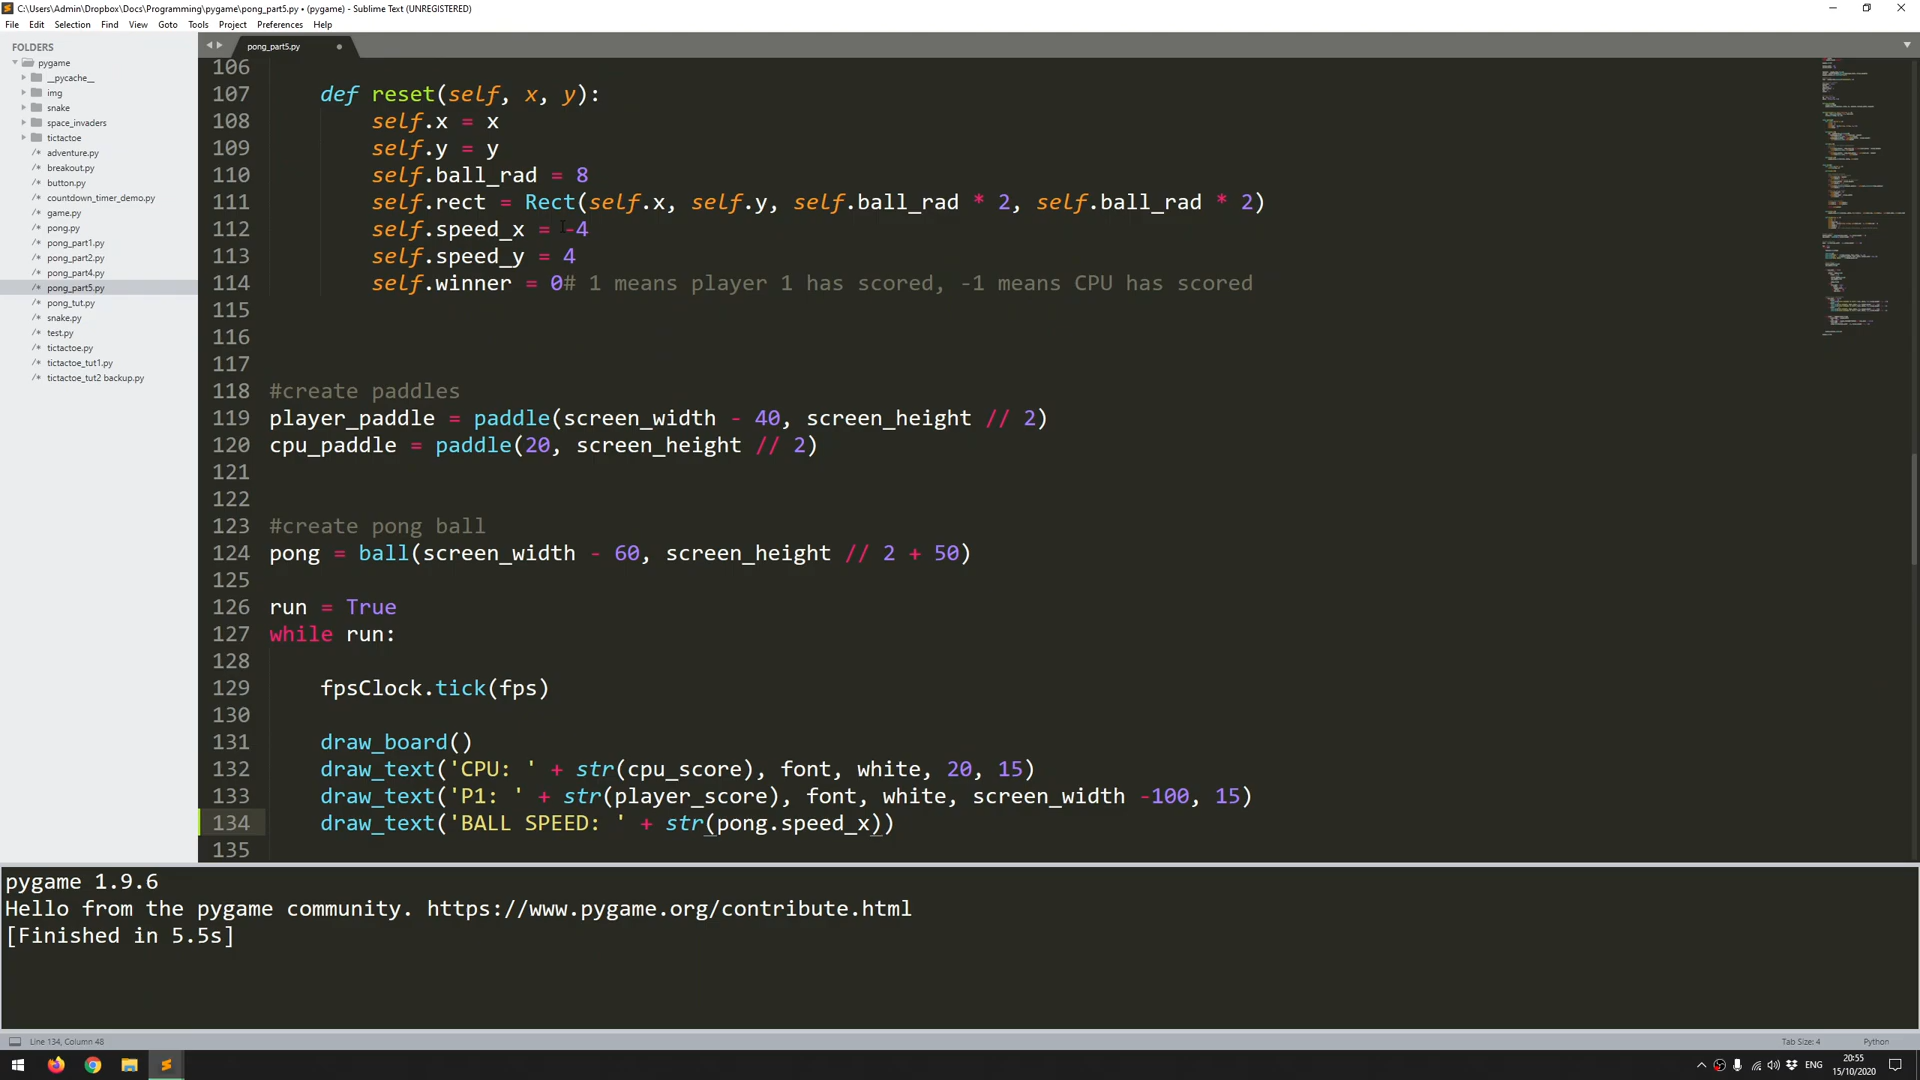 C:\Users\Admin\Dropbox\Docs\Programming\pygame\pong_part5.py • (pygame) - Sublime Text (UNREGISTERED)
File Edit Selection Find View Goto Tools Project Preferences Help
FOLDERS
pygame
__pycache__
img
snake
space_invaders
tictactoe
/* adventure.py
/* breakout.py
/* button.py
/* countdown_timer_demo.py
/* game.py
/* pong.py
/* pong_part1.py
/* pong_part2.py
/* pong_part4.py
/* pong_part5.py
/* pong_tut.py
/* snake.py
/* test.py
/* tictactoe.py
/* tictactoe_tut1.py
/* tictactoe_tut2 backup.py
pong_part5.py
106
107 def reset(self, x, y):
108 self.x = x
109 self.y = y
110 self.ball_rad = 8
111 self.rect = Rect(self.x, self.y, self.ball_rad * 2, self.ball_rad * 2)
112 self.speed_x = -4
113 self.speed_y = 4
114 self.winner = 0# 1 means player 1 has scored, -1 means CPU has scored
115
116
117
118 #create paddles
119 player_paddle = paddle(screen_width - 40, screen_height // 2)
120 cpu_paddle = paddle(20, screen_height // 2)
121
122
123 #create pong ball
124 pong = ball(screen_width - 60, screen_height // 2 + 50)
125
126 run = True
127 while run:
128
129 fpsClock.tick(fps)
130
131 draw_board()
132 draw_text('CPU: ' + str(cpu_score), font, white, 20, 15)
133 draw_text('P1: ' + str(player_score), font, white, screen_width -100, 15)
134 draw_text('BALL SPEED: ' + str(pong.speed_x))
135
pygame 1.9.6
Hello from the pygame community. https://www.pygame.org/contribute.html
[Finished in 5.5s]
Line 134, Column 48
Tab Size: 4
Python
ENG
20:55
15/10/2020